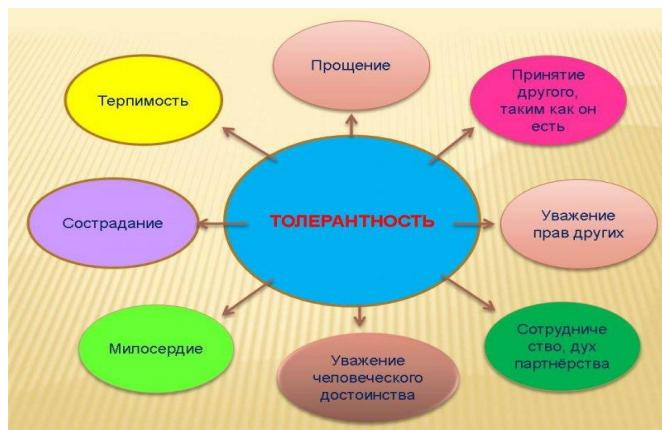 Прощение
Терпимость
Принятие
другого,
таким как он
есть
Сострадание
ТОЛЕРАНТНОСТЬ
Уважение
прав других
Милосердие
Уважение
человеческого
достоинства
Сотрудниче
ство, дух
партнёрства